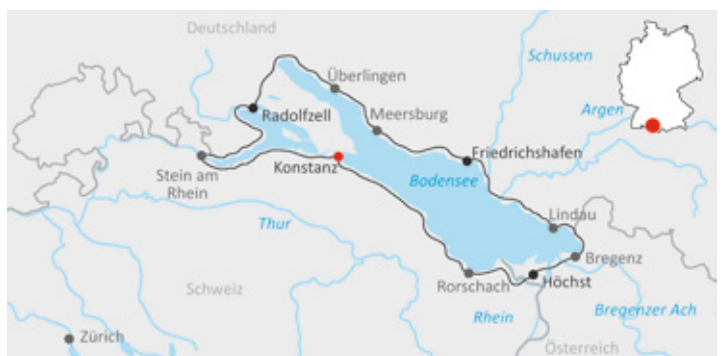 Deutschland
Schussen
Überlingen
Argen
Radolfzell
Meersburg
Friedrichshafen
Konstanz
Stein am
Rhein
Bodensee
Lindau
Thur
Bregenz
Rorschach
Höchst
Schweiz
Bregenzer Ach
Rhein
Zürich
Österreich